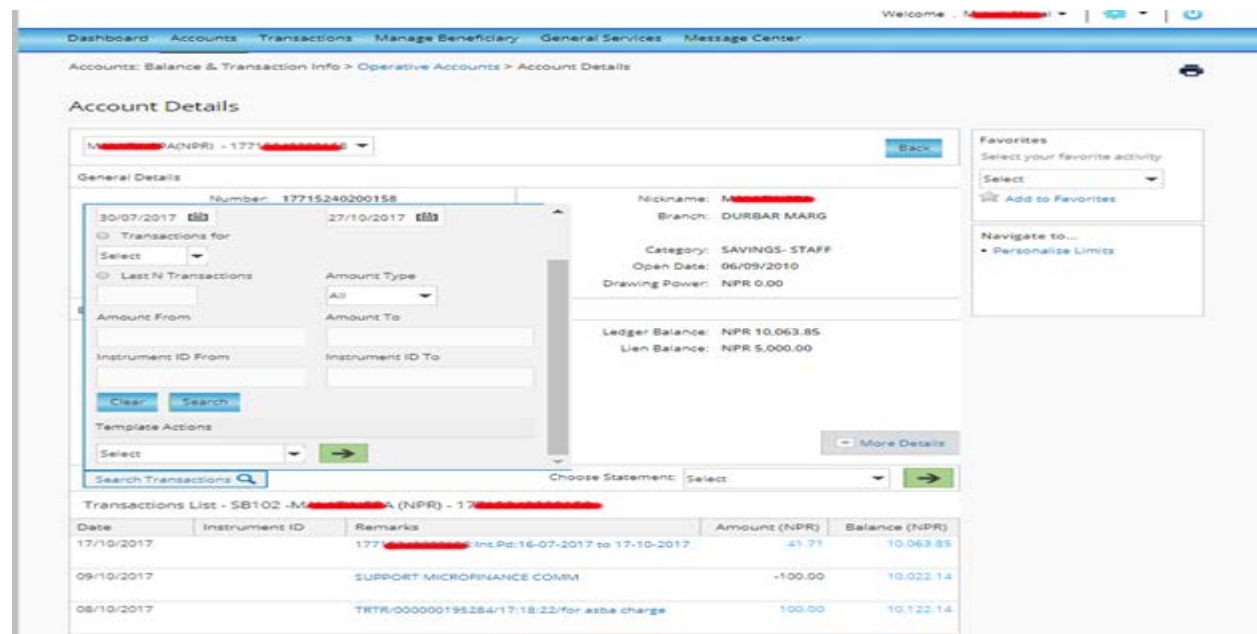 Welcome
Dashboard Accounts Transactions Manage Beneficiary General Services Message Center
Accounts: Balance & Transaction Info > Operative Accounts > Account Details
Account Details
(NPR) - 1771
Back
General Details
Number: 17715240200158
Nickname:
Branch: DURBAR MARG
Category: SAVINGS- STAFF
Open Date: 06/09/2010
Drawing Power: NPR 0.00
30/07/2017 27/10/2017
Transactions for
Select
Last N Transactions Amount Type
All
Amount From Amount To
Instrument ID From Instrument ID To
Clear Search
Template Actions
Select
Ledger Balance: NPR 10,063.85
Lien Balance: NPR 5,000.00
More Details
Search Transactions
Choose Statement: Select
Favorites
Select your favorite activity
Select
Add to Favorites
Navigate to...
• Personalize Limits
Transactions List - SB102 - (NPR) -
Date Instrument ID Remarks Amount (NPR) Balance (NPR)
17/10/2017 Int.Pd:16-07-2017 to 17-10-2017 41.71 10,063.85
09/10/2017 SUPPORT MICROFINANCE COMM -100.00 10,022.14
08/10/2017 TRTR/000000195284/17:18:22/for asba charge 100.00 10,122.14